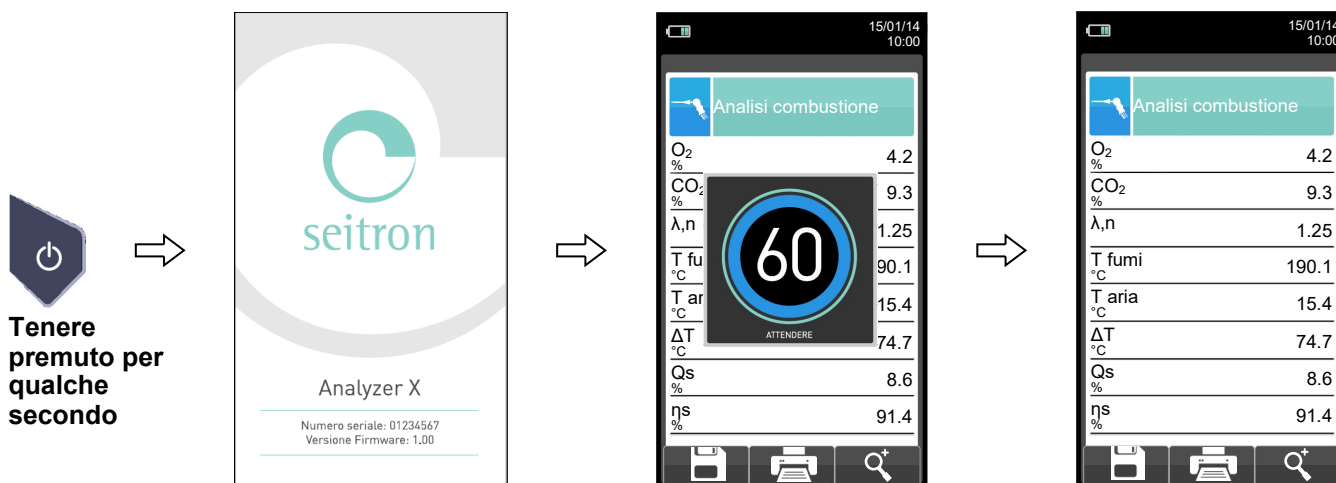 Tenere
premuto per
qualche
secondo
seitron
Analyzer X
Numero seriale: 01234567
Versione Firmware: 1.00
15/01/14
10:00
Analisi combustione
O₂
% 4.2
CO₂
% 9.3
λ,n 1.25
T fu
°C 90.1
T ar
°C 15.4
ΔT
°C 74.7
Qs
% 8.6
ηs
% 91.4
60
ATTENDERE
15/01/14
10:00
Analisi combustione
O₂
% 4.2
CO₂
% 9.3
λ,n 1.25
T fumi
°C 190.1
T aria
°C 15.4
ΔT
°C 74.7
Qs
% 8.6
ηs
% 91.4